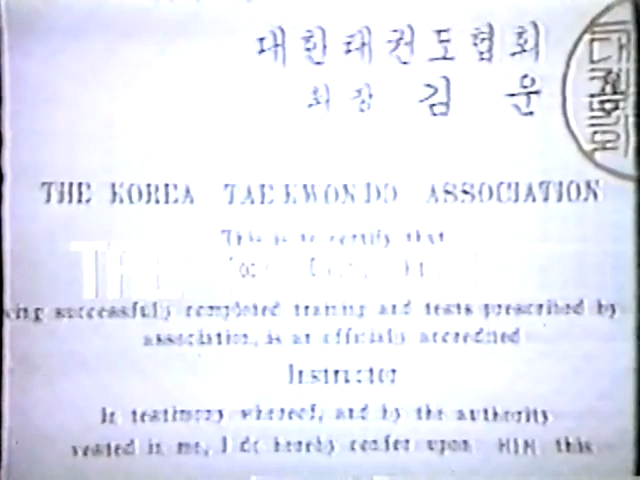 대한태권도협회
회장 김 운
THE KOREA TAEKWONDO ASSOCIATION
This is to certify that
THE
successfully completed training and tests prescribed by
association, is an officially accredited
Instructor
In testimony whereof, and by the authority
vested in me, I do hereby confer upon HIM this